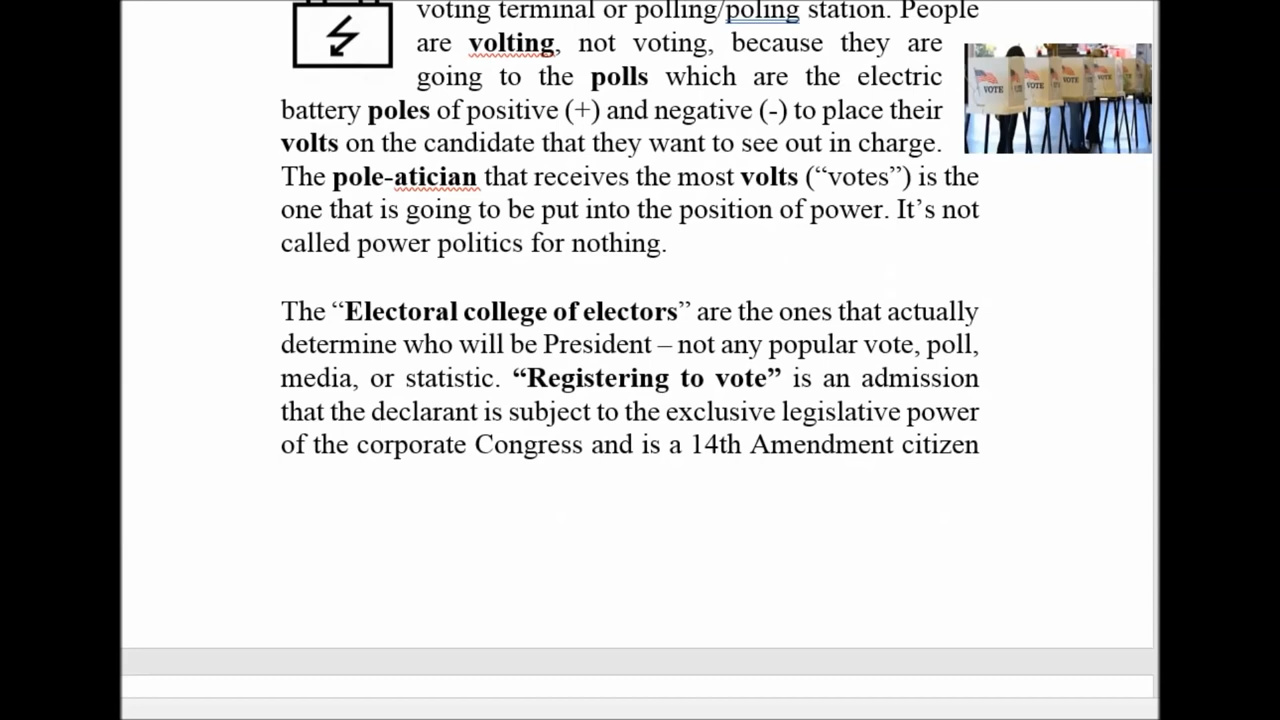 voting terminal or polling/poling station. People
are volting, not voting, because they are
going to the polls which are the electric
battery poles of positive (+) and negative (-) to place their
volts on the candidate that they want to see out in charge.
The pole-atician that receives the most volts (“votes”) is the
one that is going to be put into the position of power. It’s not
called power politics for nothing.
The “Electoral college of electors” are the ones that actually
determine who will be President – not any popular vote, poll,
media, or statistic. “Registering to vote” is an admission
that the declarant is subject to the exclusive legislative power
of the corporate Congress and is a 14th Amendment citizen
VOTE
VOTE
VOTE
VOTE